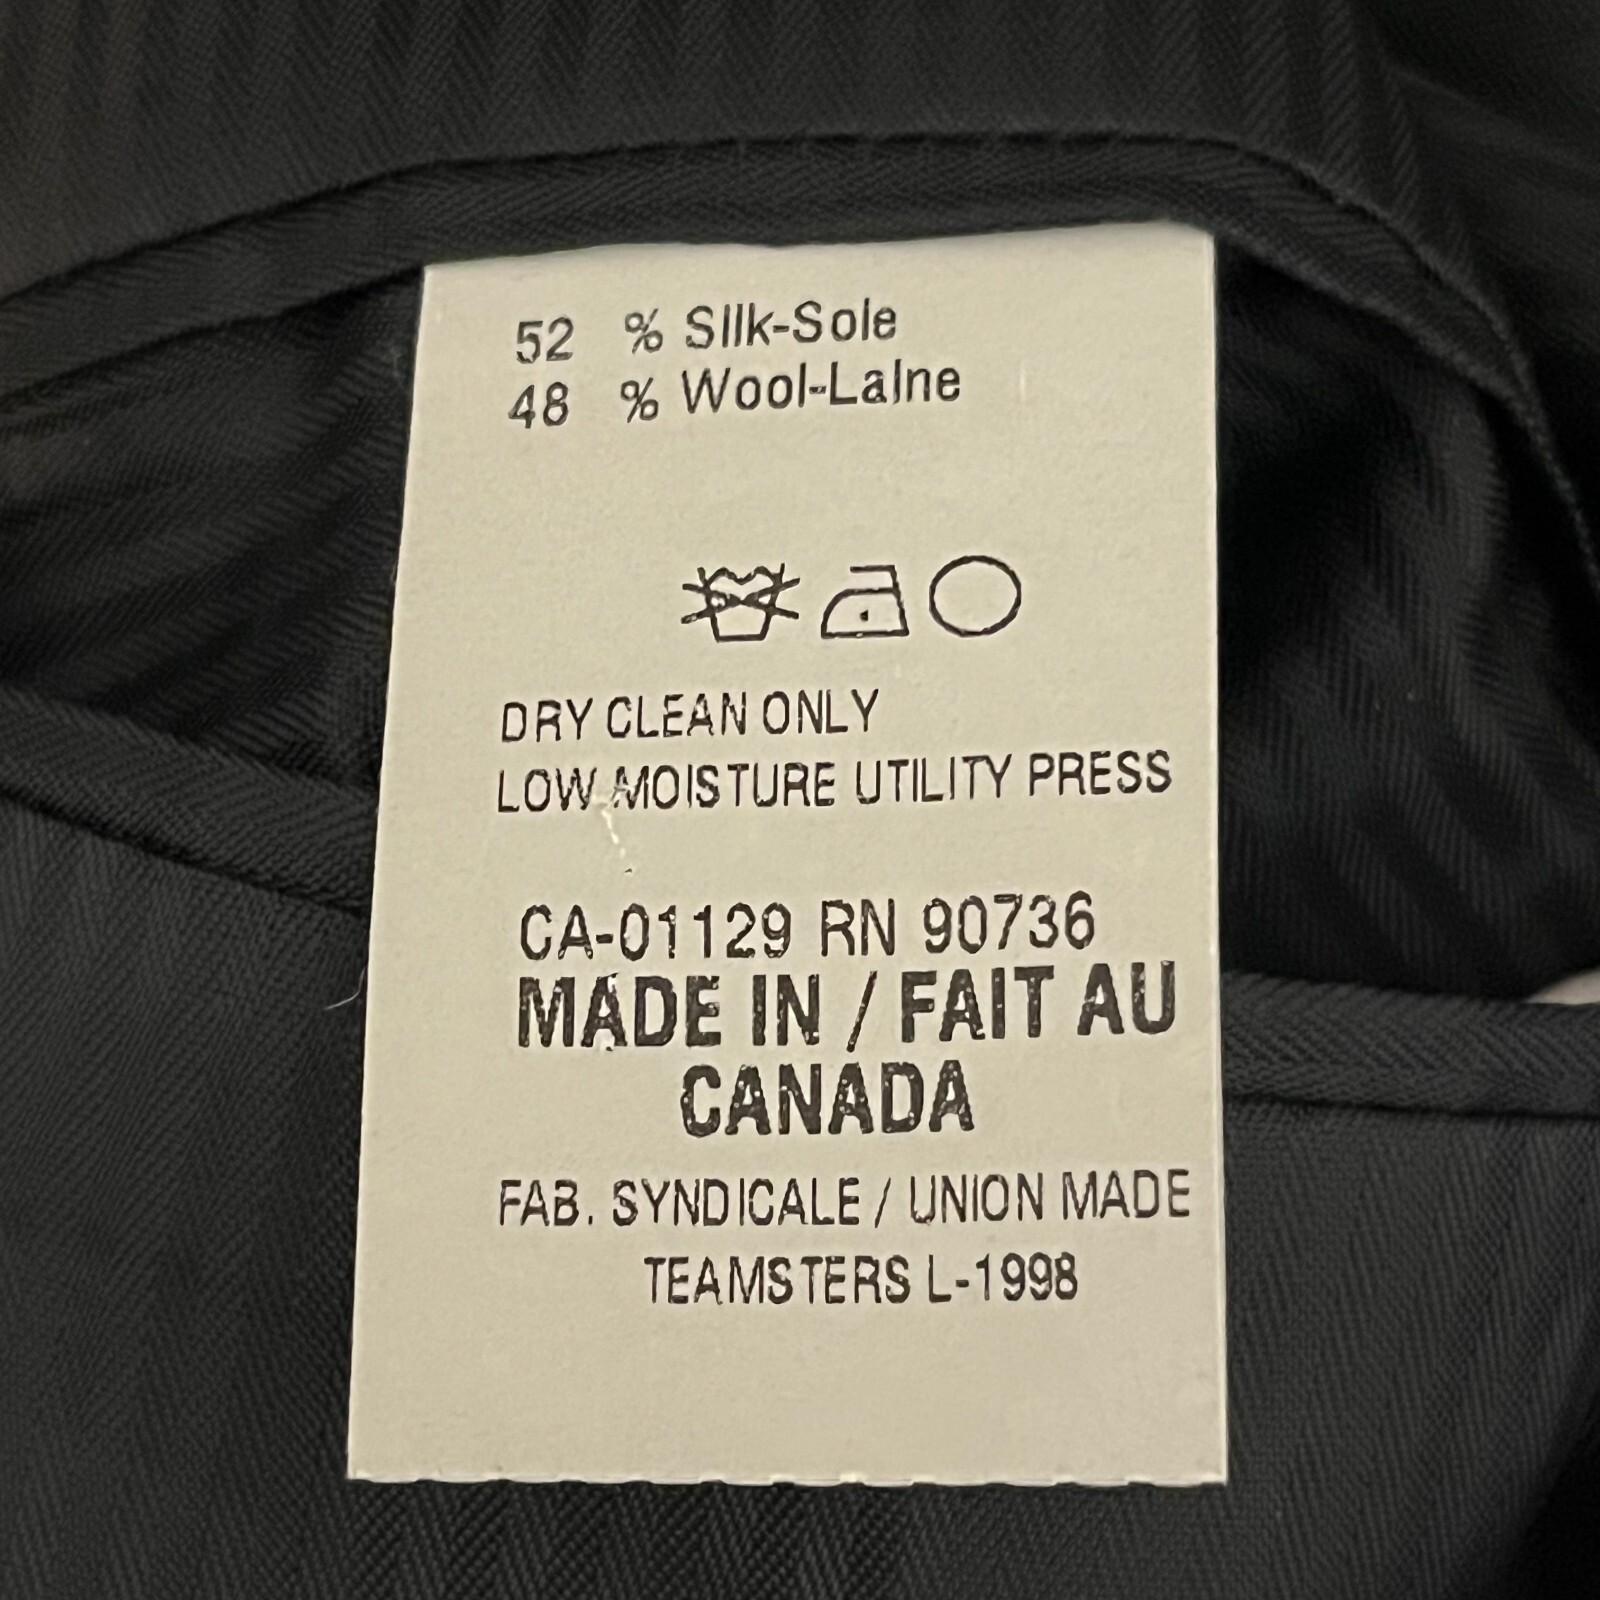 52 % Silk-Soie
48 % Wool-Laine
DRY CLEAN ONLY
LOW MOISTURE UTILITY PRESS
CA-01129 RN 90736
MADE IN / FAIT AU
CANADA
FAB. SYNDICALE / UNION MADE
TEAMSTERS L-1998